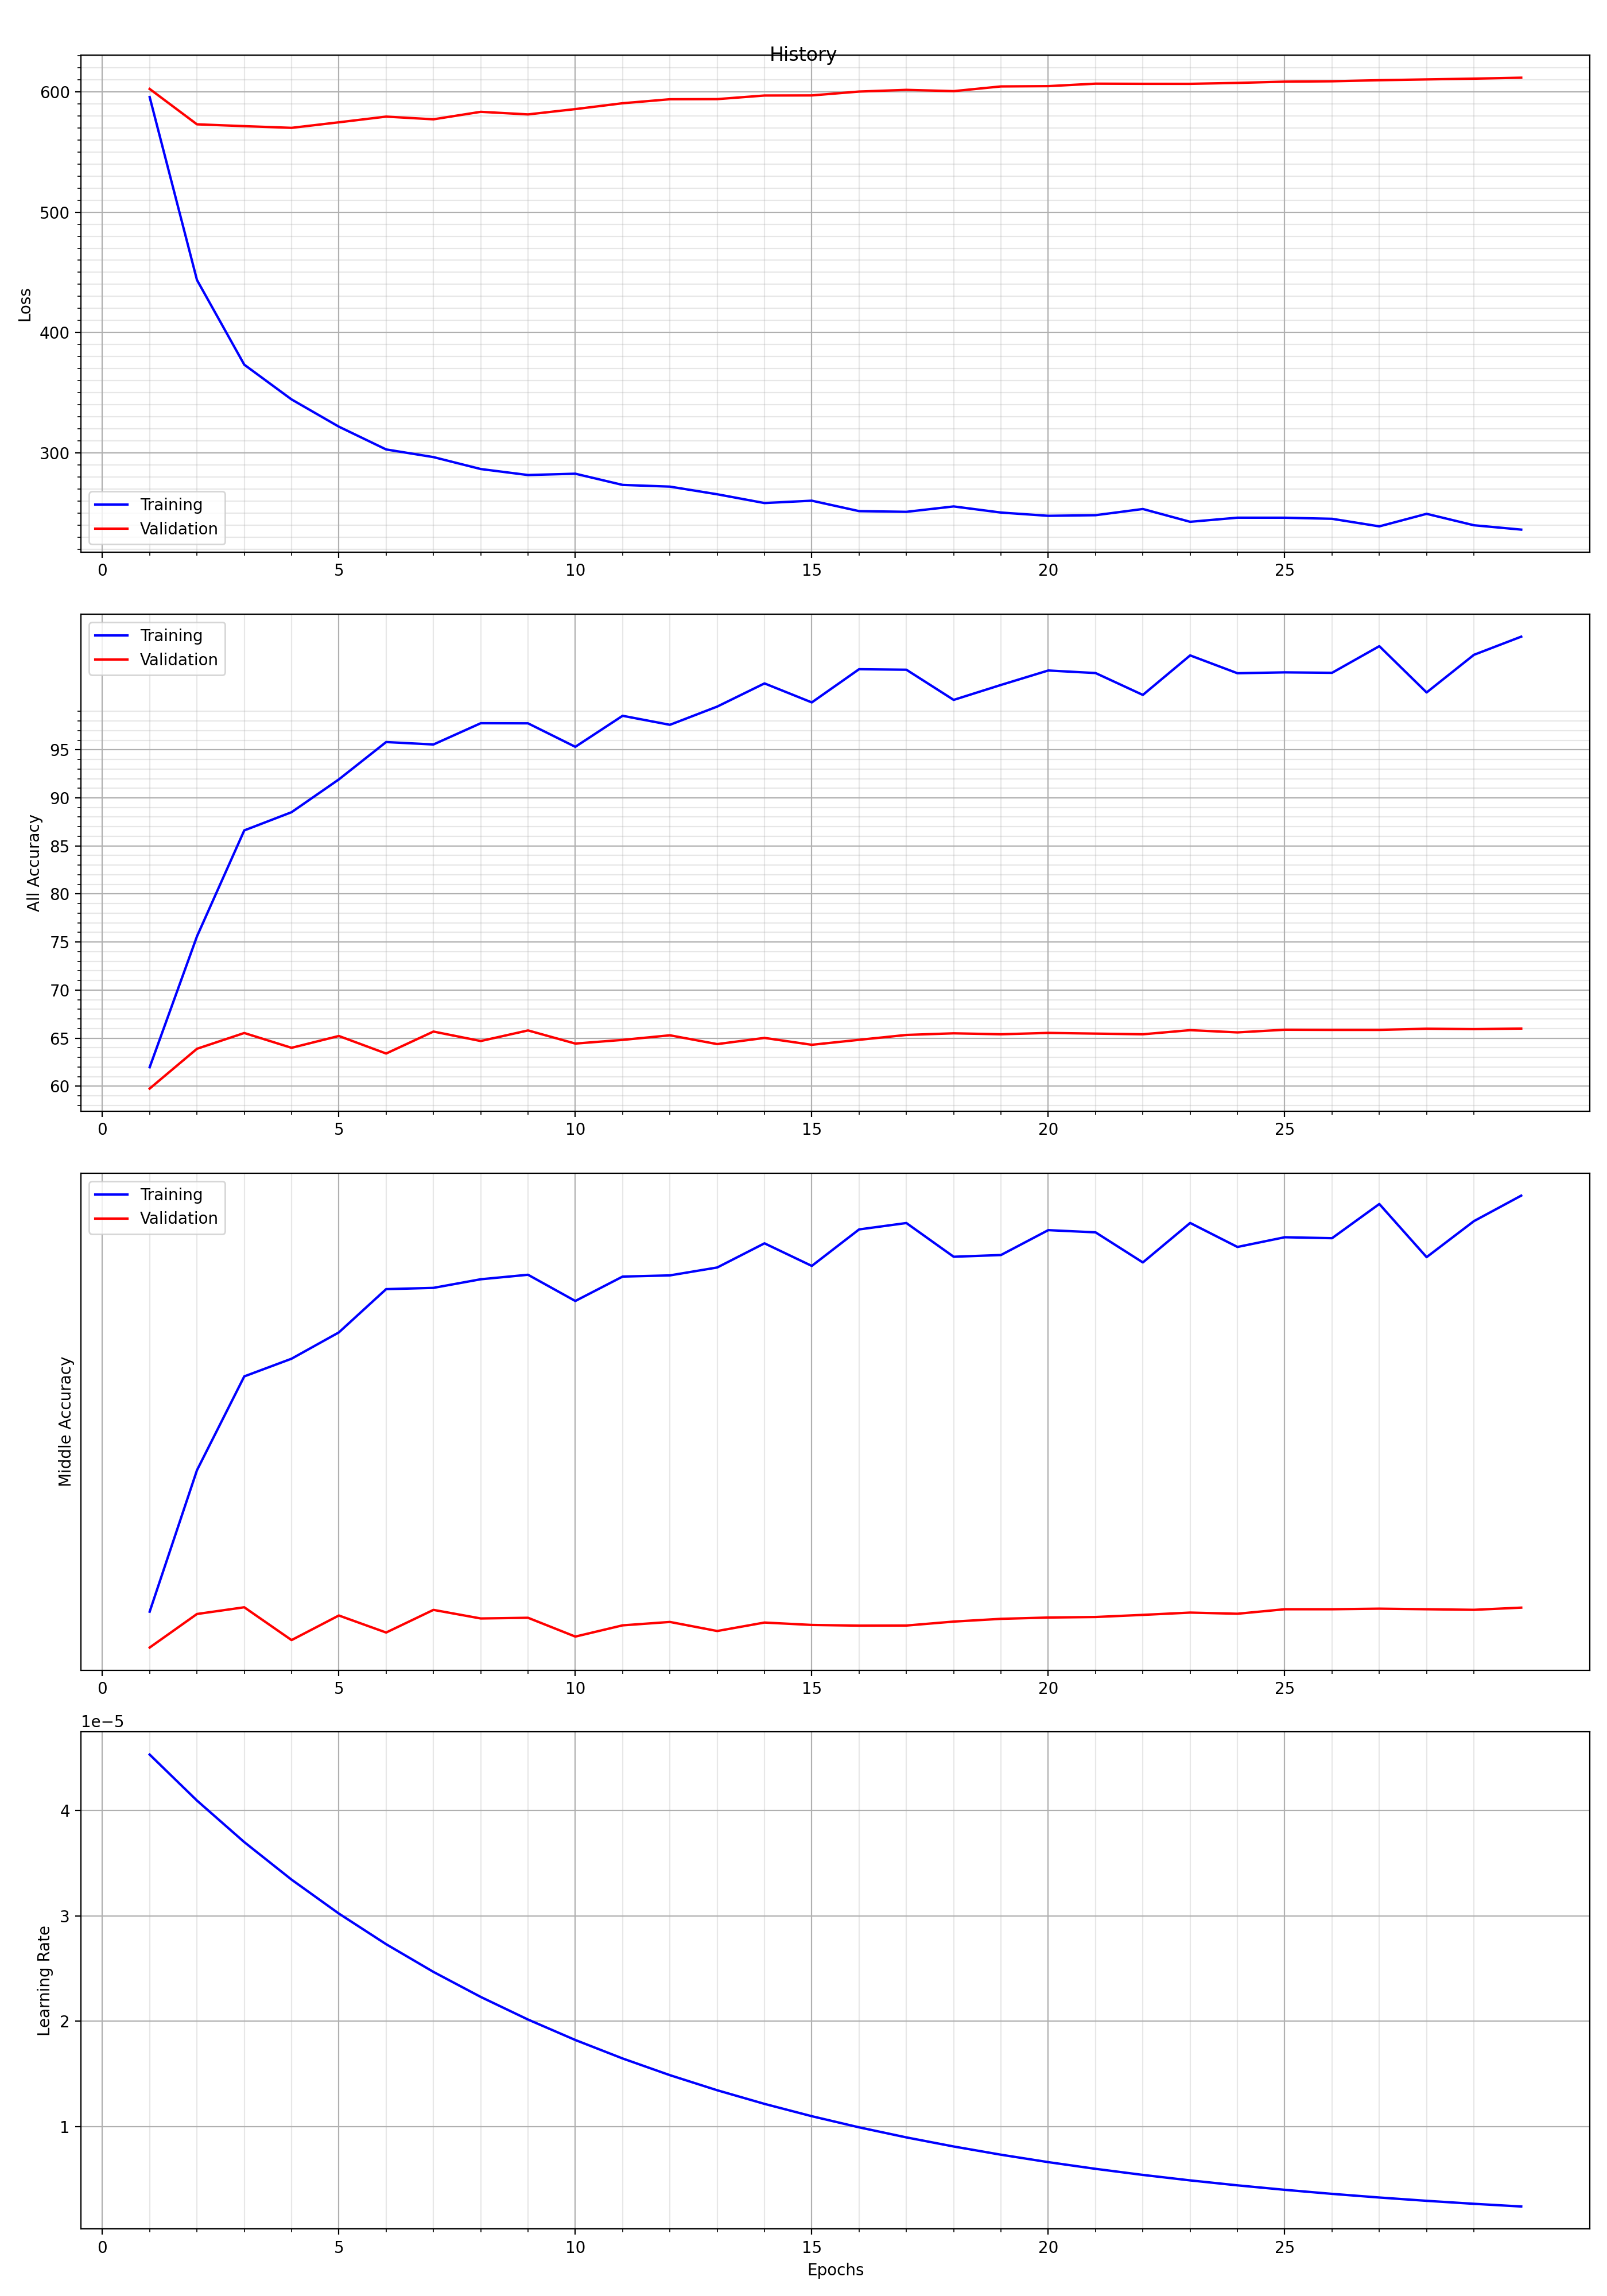 History
600
500
400
300
Loss
Training
Validation
0 5 10 15 20 25
Training
Validation
95
90
85
80
75
70
65
60
All Accuracy
0 5 10 15 20 25
Training
Validation
Middle Accuracy
0 5 10 15 20 25
1e−5
4
3
2
1
Learning Rate
0 5 10 15 20 25
Epochs